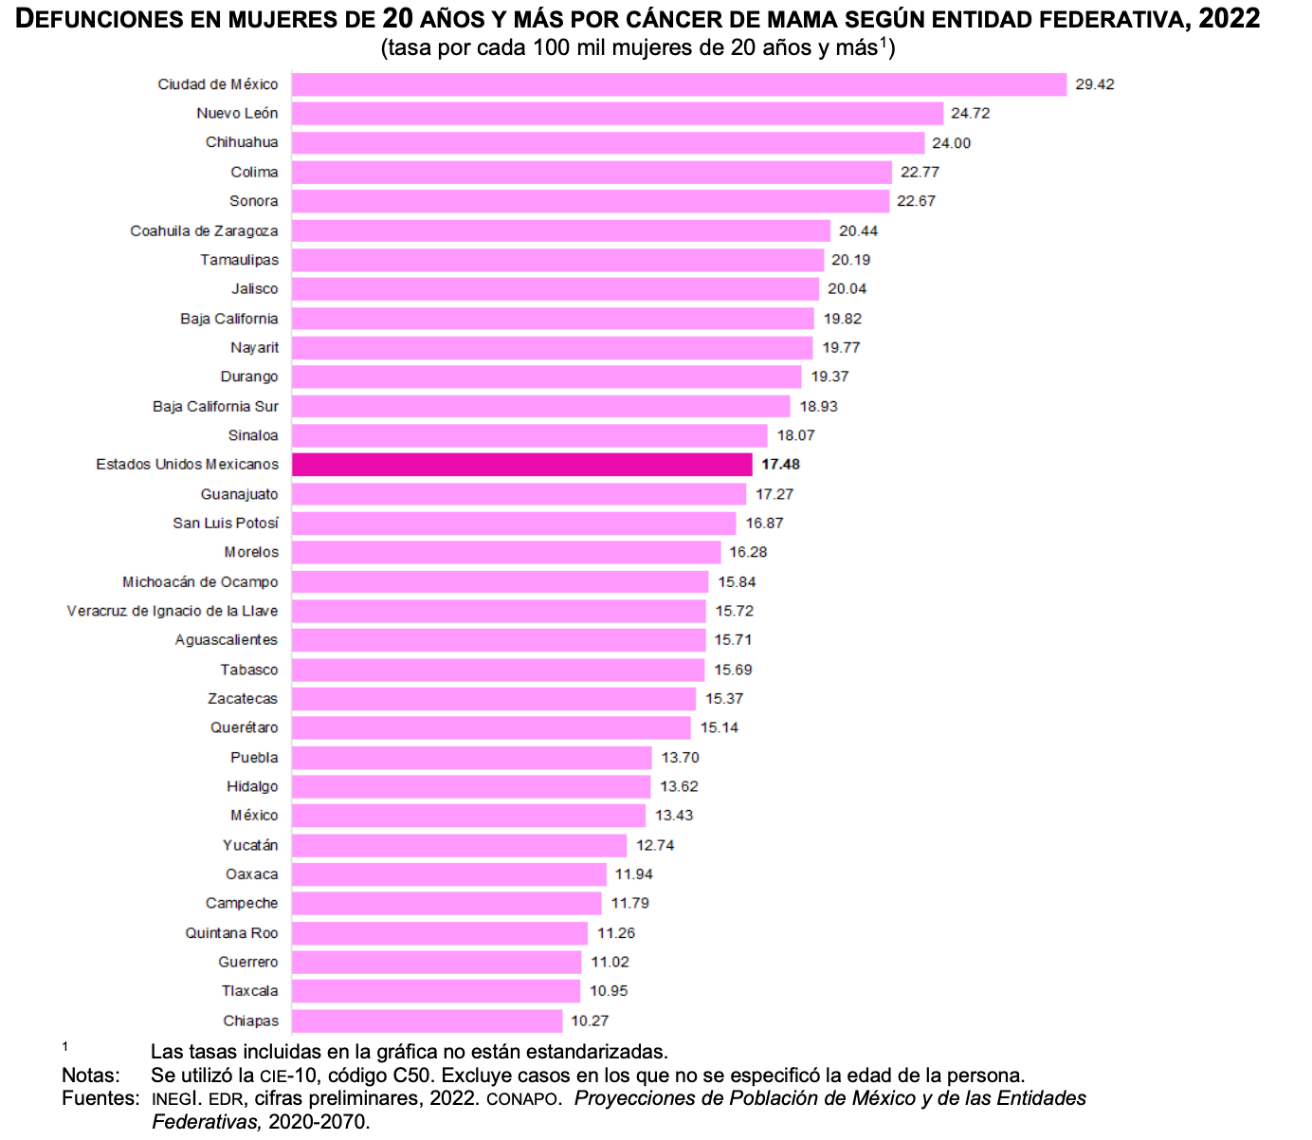 DEFUNCIONES EN MUJERES DE 20 AÑOS Y MÁS POR CÁNCER DE MAMA SEGÚN ENTIDAD FEDERATIVA, 2022
(tasa por cada 100 mil mujeres de 20 años y más¹)
Ciudad de México 29.42
Nuevo León 24.72
Chihuahua 24.00
Colima 22.77
Sonora 22.67
Coahuila de Zaragoza 20.44
Tamaulipas 20.19
Jalisco 20.04
Baja California 19.82
Nayarit 19.77
Durango 19.37
Baja California Sur 18.93
Sinaloa 18.07
Estados Unidos Mexicanos 17.48
Guanajuato 17.27
San Luis Potosí 16.87
Morelos 16.28
Michoacán de Ocampo 15.84
Veracruz de Ignacio de la Llave 15.72
Aguascalientes 15.71
Tabasco 15.69
Zacatecas 15.37
Querétaro 15.14
Puebla 13.70
Hidalgo 13.62
México 13.43
Yucatán 12.74
Oaxaca 11.94
Campeche 11.79
Quintana Roo 11.26
Guerrero 11.02
Tlaxcala 10.95
Chiapas 10.27
¹ Las tasas incluidas en la gráfica no están estandarizadas.
Notas: Se utilizó la CIE-10, código C50. Excluye casos en los que no se especificó la edad de la persona.
Fuentes: INEGI. EDR, cifras preliminares, 2022. CONAPO. Proyecciones de Población de México y de las Entidades
Federativas, 2020-2070.